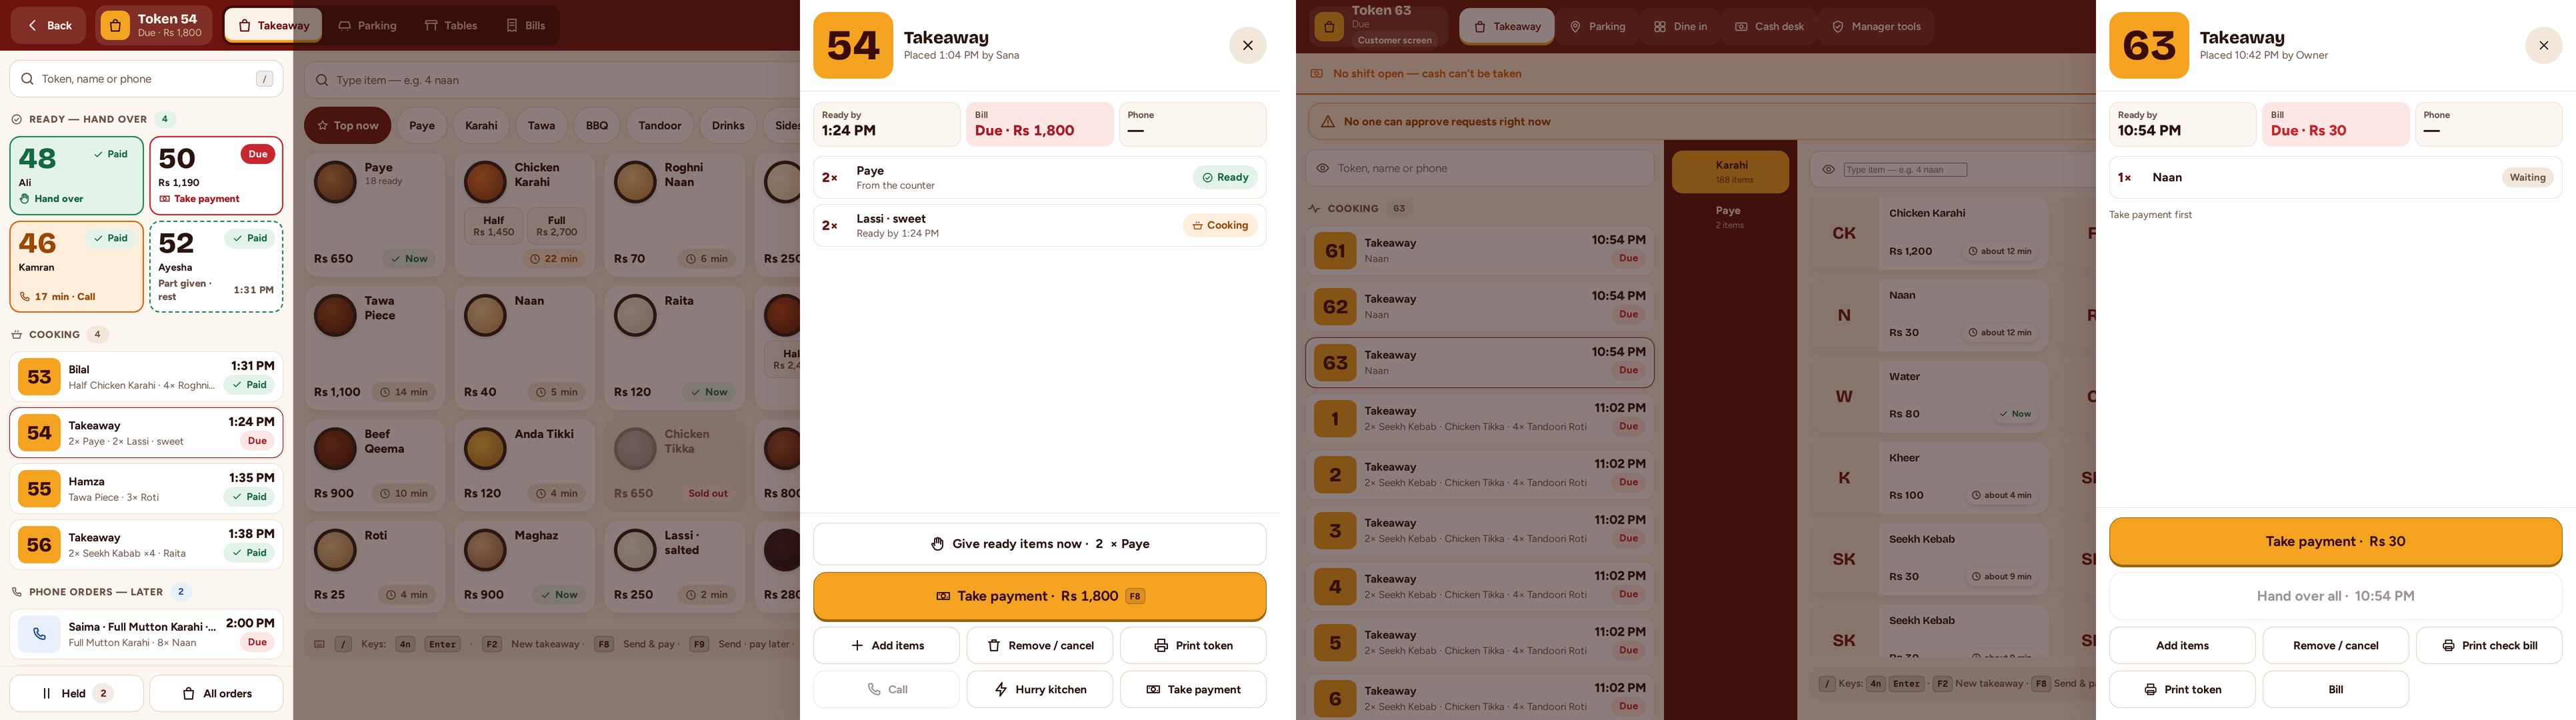 Back
Token 54
Due · Rs 1,800
Takeaway
Parking
Tables
Bills
Token, name or phone
/
READY — HAND OVER 4
48
Paid
Ali
Hand over
50
Due
Rs 1,190
Take payment
46
Paid
Kamran
17 min · Call
52
Paid
Ayesha
Part given ·
rest
1:31 PM
COOKING 4
53
Bilal
1:31 PM
Half Chicken Karahi · 4× Roghni...
Paid
54
Takeaway
1:24 PM
2× Paye · 2× Lassi · sweet
Due
55
Hamza
1:35 PM
Tawa Piece · 3× Roti
Paid
56
Takeaway
1:38 PM
2× Seekh Kabab ×4 · Raita
Paid
PHONE ORDERS — LATER 2
Saima · Full Mutton Karahi ·...
2:00 PM
Full Mutton Karahi · 8× Naan
Due
Held 2
All orders
Type item — e.g. 4 naan
Top now
Paye
Karahi
Tawa
BBQ
Tandoor
Drinks
Sides
Paye
18 ready
Rs 650
Now
Chicken
Karahi
Half
Rs 1,450
Full
Rs 2,700
22 min
Roghni
Naan
Rs 70
6 min
Rs 250
Tawa
Piece
Rs 1,100
14 min
Naan
Rs 40
5 min
Raita
Rs 120
Now
Hal
Rs 2,4
Beef
Qeema
Rs 900
10 min
Anda Tikki
Rs 120
4 min
Chicken
Tikka
Rs 650
Sold out
Rs 800
Roti
Rs 25
4 min
Maghaz
Rs 900
Now
Lassi ·
salted
Rs 250
2 min
Rs 280
/ Keys: 4n Enter · F2 New takeaway · F8 Send & pay · F9 Send · pay later ·
54
Takeaway
Placed 1:04 PM by Sana
Ready by
1:24 PM
Bill
Due · Rs 1,800
Phone
—
2×
Paye
From the counter
Ready
2×
Lassi · sweet
Ready by 1:24 PM
Cooking
Give ready items now · 2 × Paye
Take payment · Rs 1,800 F8
Add items
Remove / cancel
Print token
Call
Hurry kitchen
Take payment
Token 63
Due
Customer screen
Takeaway
Parking
Dine in
Cash desk
Manager tools
No shift open — cash can't be taken
No one can approve requests right now
Token, name or phone
COOKING 63
61
Takeaway
10:54 PM
Naan
Due
62
Takeaway
10:54 PM
Naan
Due
63
Takeaway
10:54 PM
Naan
Due
1
Takeaway
11:02 PM
2× Seekh Kebab · Chicken Tikka · 4× Tandoori Roti
Due
2
Takeaway
11:02 PM
2× Seekh Kebab · Chicken Tikka · 4× Tandoori Roti
Due
3
Takeaway
11:02 PM
2× Seekh Kebab · Chicken Tikka · 4× Tandoori Roti
Due
4
Takeaway
11:02 PM
2× Seekh Kebab · Chicken Tikka · 4× Tandoori Roti
Due
5
Takeaway
11:02 PM
2× Seekh Kebab · Chicken Tikka · 4× Tandoori Roti
Due
6
Takeaway
11:02 PM
2× Seekh Kebab · Chicken Tikka · 4× Tandoori Roti
Due
Karahi
188 items
Paye
2 items
Type item — e.g. 4 naan
CK
Chicken Karahi
Rs 1,200
about 12 min
N
Naan
Rs 30
about 12 min
W
Water
Rs 80
Now
K
Kheer
Rs 100
about 4 min
SK
Seekh Kebab
Rs 30
about 9 min
SK
Seekh Kebab
Rs 30
about 9 min
/ Keys: 4n Enter · F2 New takeaway · F8 Send & pa
63
Takeaway
Placed 10:42 PM by Owner
Ready by
10:54 PM
Bill
Due · Rs 30
Phone
—
1×
Naan
Waiting
Take payment first
Take payment · Rs 30
Hand over all · 10:54 PM
Add items
Remove / cancel
Print check bill
Print token
Bill